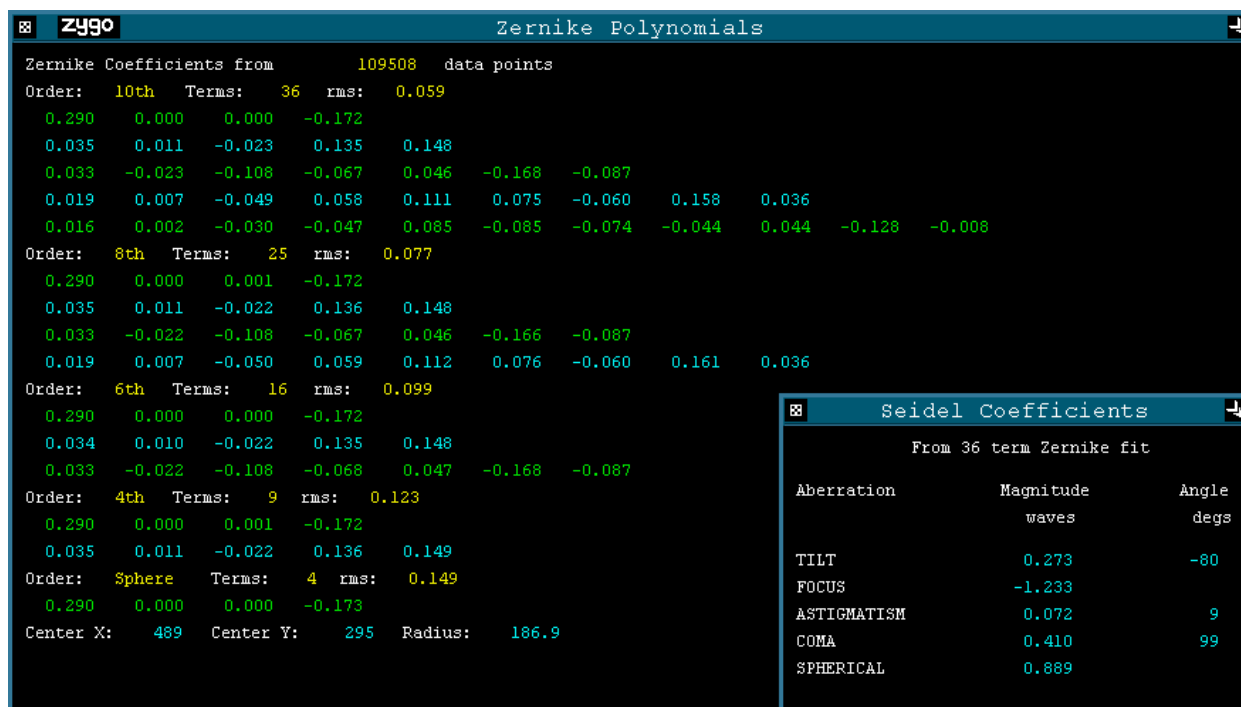 zygo Zernike Polynomials
Zernike Coefficients from 109508 data points
Order: 10th Terms: 36 rms: 0.059
0.290 0.000 0.000 -0.172
0.035 0.011 -0.023 0.135 0.148
0.033 -0.023 -0.108 -0.067 0.046 -0.168 -0.087
0.019 0.007 -0.049 0.058 0.111 0.075 -0.060 0.158 0.036
0.016 0.002 -0.030 -0.047 0.085 -0.085 -0.074 -0.044 0.044 -0.128 -0.008
Order: 8th Terms: 25 rms: 0.077
0.290 0.000 0.001 -0.172
0.035 0.011 -0.022 0.136 0.148
0.033 -0.022 -0.108 -0.067 0.046 -0.166 -0.087
0.019 0.007 -0.050 0.059 0.112 0.076 -0.060 0.161 0.036
Order: 6th Terms: 16 rms: 0.099
0.290 0.000 0.000 -0.172
0.034 0.010 -0.022 0.135 0.148
0.033 -0.022 -0.108 -0.068 0.047 -0.168 -0.087
Order: 4th Terms: 9 rms: 0.123
0.290 0.000 0.001 -0.172
0.035 0.011 -0.022 0.136 0.149
Order: Sphere Terms: 4 rms: 0.149
0.290 0.000 0.000 -0.173
Center X: 489 Center Y: 295 Radius: 186.9
Seidel Coefficients
From 36 term Zernike fit
Aberration Magnitude Angle
waves degs
TILT 0.273 -80
FOCUS -1.233
ASTIGMATISM 0.072 9
COMA 0.410 99
SPHERICAL 0.889